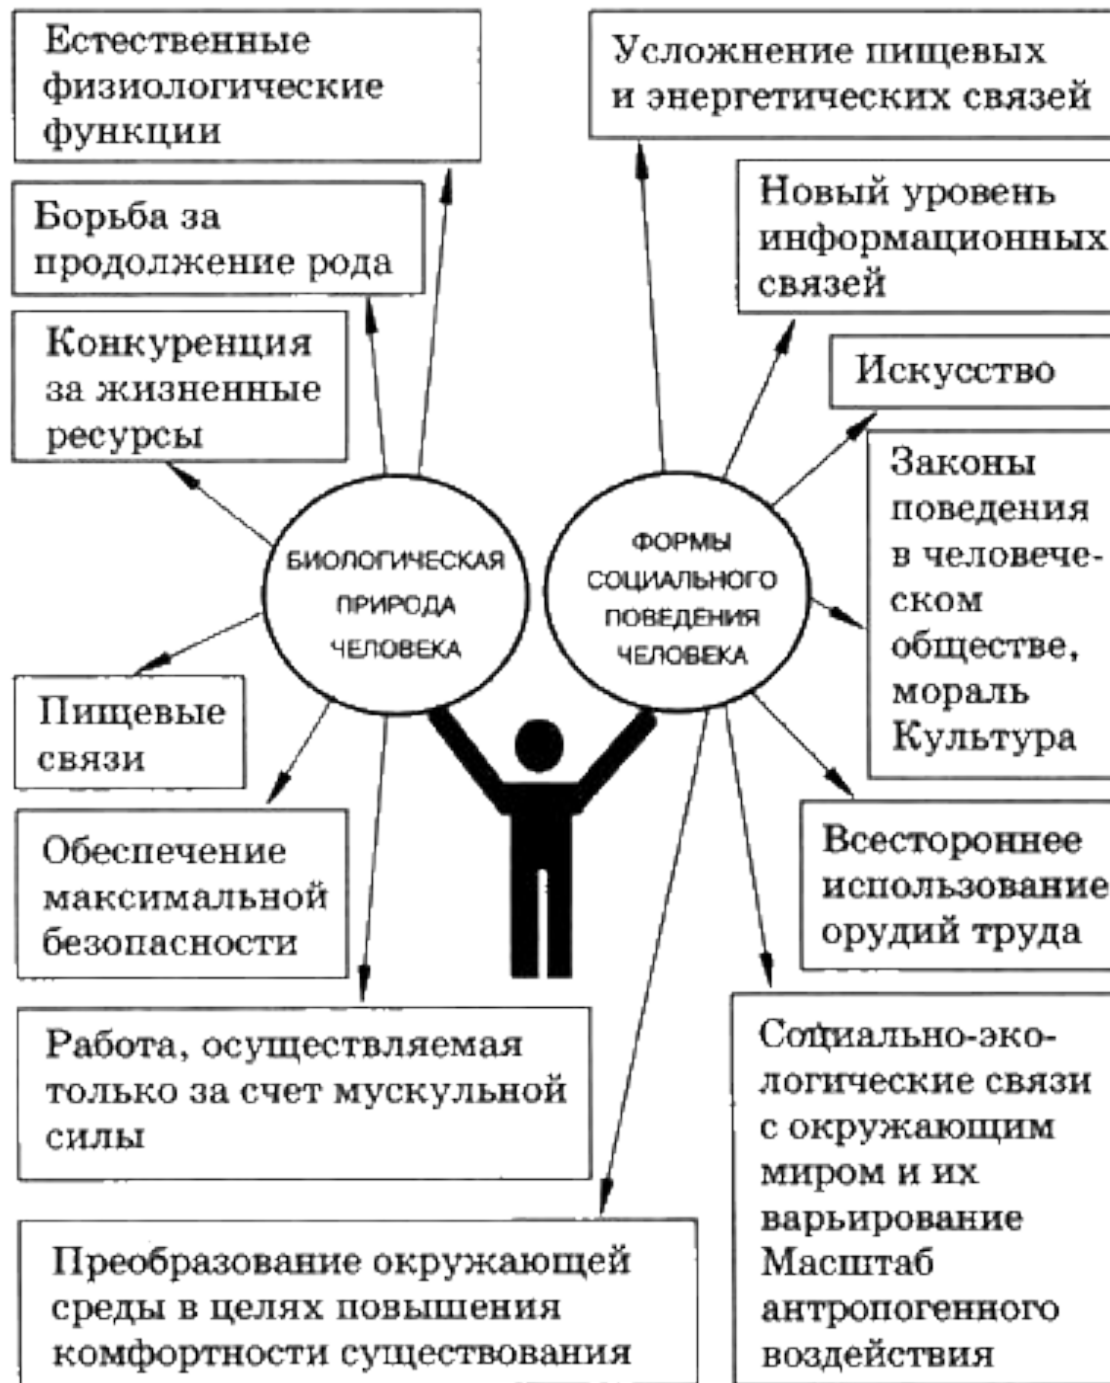 Естественные
физиологические
функции
Борьба за
продолжение рода
Конкуренция
за жизненные
ресурсы
БИОЛОГИЧЕСКАЯ
ПРИРОДА
ЧЕЛОВЕКА
Пищевые
связи
Обеспечение
максимальной
безопасности
Работа, осуществляемая
только за счет мускульной
силы
Усложнение пищевых
и энергетических связей
Новый уровень
информационных
связей
Искусство
Законы
поведения
в человече-
ском
обществе,
мораль
Культура
ФОРМЫ
СОЦИАЛЬНОГО
ПОВЕДЕНИЯ
ЧЕЛОВЕКА
Всестороннее
использование
орудий труда
Социально-эко-
логические связи
с окружающим
миром и их
варьирование
Масштаб
антропогенного
воздействия
Преобразование окружающей
среды в целях повышения
комфортности существования